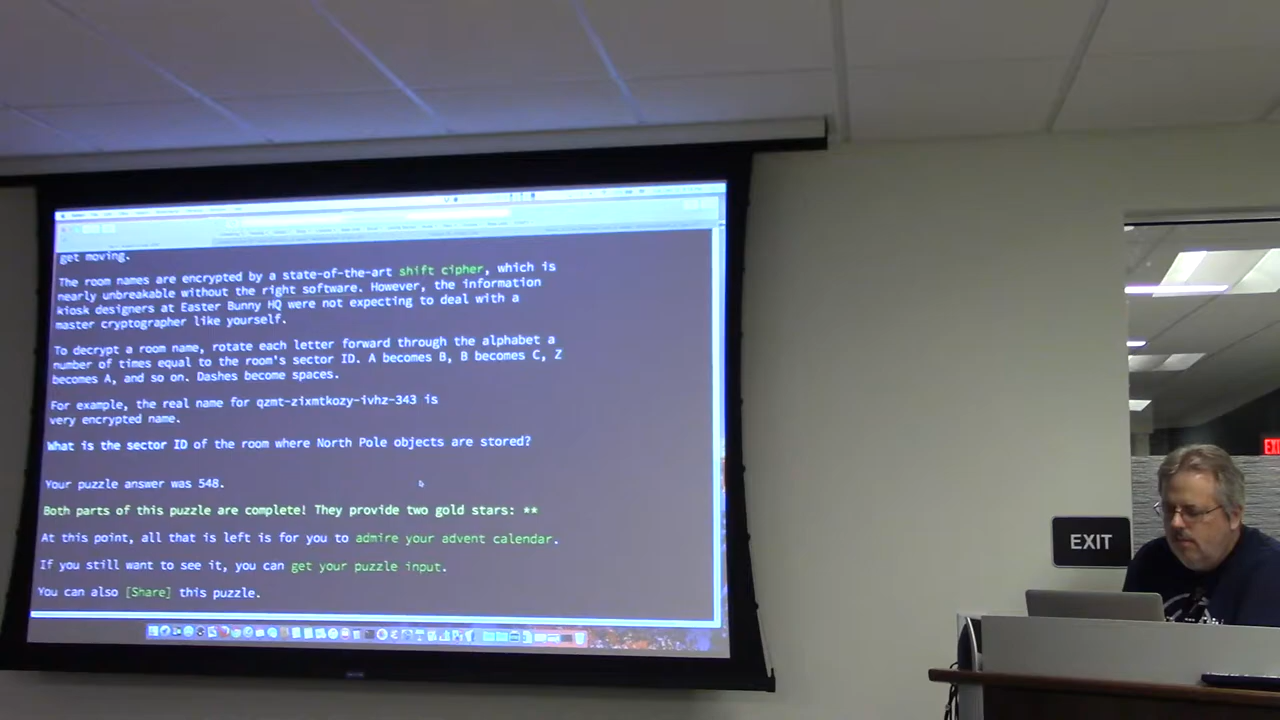 get moving.
The room names are encrypted by a state-of-the-art shift cipher, which is
nearly unbreakable without the right software. However, the information
kiosk designers at Easter Bunny HQ were not expecting to deal with a
master cryptographer like yourself.
To decrypt a room name, rotate each letter forward through the alphabet a
number of times equal to the room's sector ID. A becomes B, B becomes C, Z
becomes A, and so on. Dashes become spaces.
For example, the real name for qzmt-zixmtkozy-ivhz-343 is
very encrypted name.
What is the sector ID of the room where North Pole objects are stored?
Your puzzle answer was 548.
Both parts of this puzzle are complete! They provide two gold stars: **
At this point, all that is left is for you to admire your advent calendar.
If you still want to see it, you can get your puzzle input.
You can also [Share] this puzzle.
EXIT
EXI